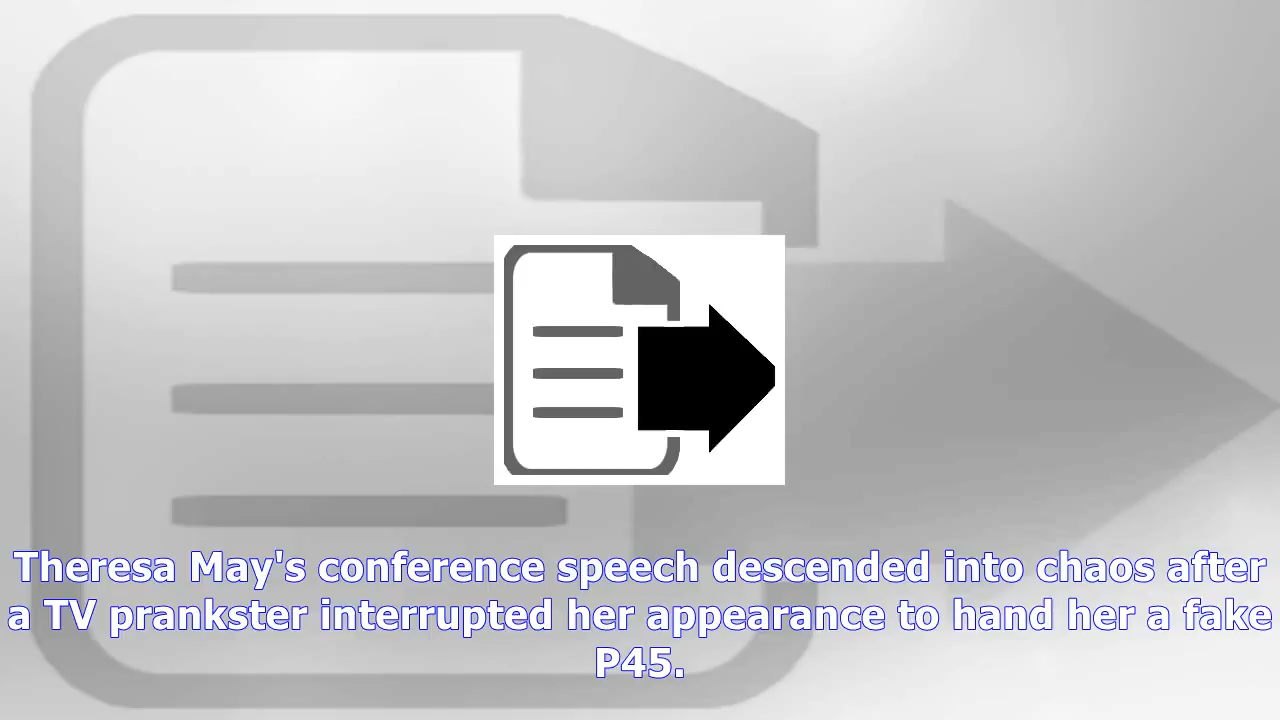 Theresa May's conference speech descended into chaos after
a TV prankster interrupted her appearance to hand her a fake
P45.